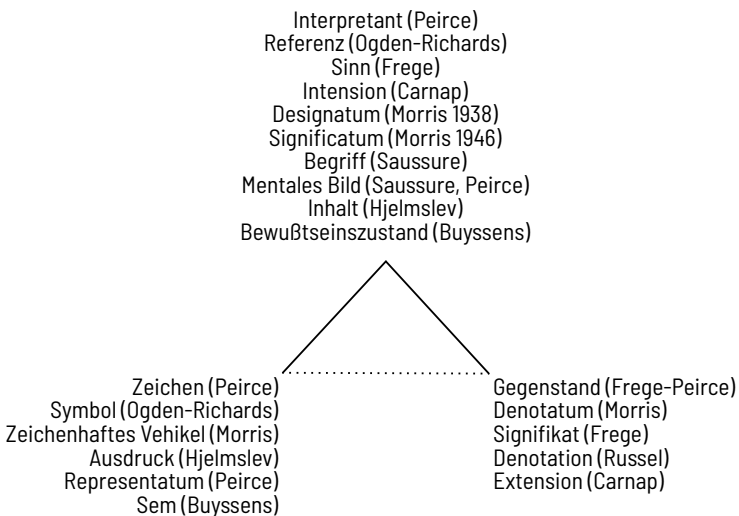 Interpretant (Peirce)
Referenz (Ogden-Richards)
Sinn (Frege)
Intension (Carnap)
Designatum (Morris 1938)
Significatum (Morris 1946)
Begriff (Saussure)
Mentales Bild (Saussure, Peirce)
Inhalt (Hjelmslev)
Bewußtseinszustand (Buyssens)
Zeichen (Peirce)
Symbol (Ogden-Richards)
Zeichenhaftes Vehikel (Morris)
Ausdruck (Hjelmslev)
Representatum (Peirce)
Sem (Buyssens)
Gegenstand (Frege-Peirce)
Denotatum (Morris)
Signifikat (Frege)
Denotation (Russel)
Extension (Carnap)